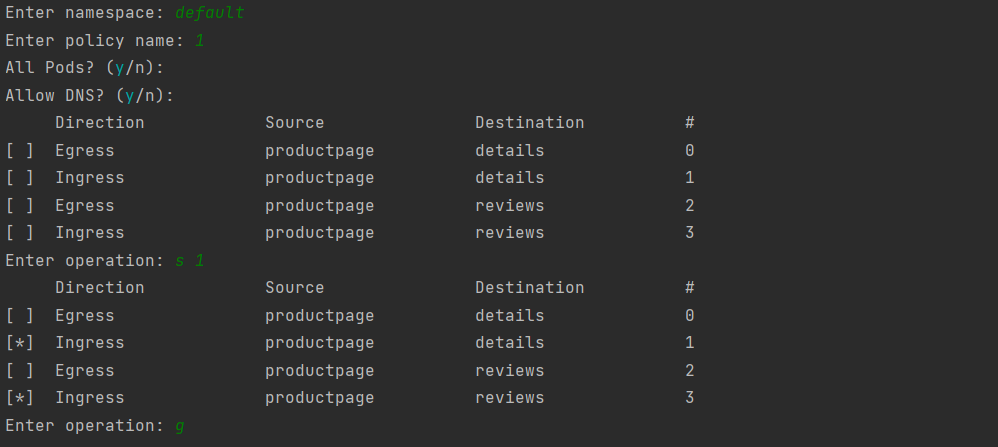 Enter namespace: default
Enter policy name: 1
All Pods? (y/n):
Allow DNS? (y/n):
Direction Source Destination #
[ ] Egress productpage details 0
[ ] Ingress productpage details 1
[ ] Egress productpage reviews 2
[ ] Ingress productpage reviews 3
Enter operation: s 1
Direction Source Destination #
[ ] Egress productpage details 0
[*] Ingress productpage details 1
[ ] Egress productpage reviews 2
[*] Ingress productpage reviews 3
Enter operation: g